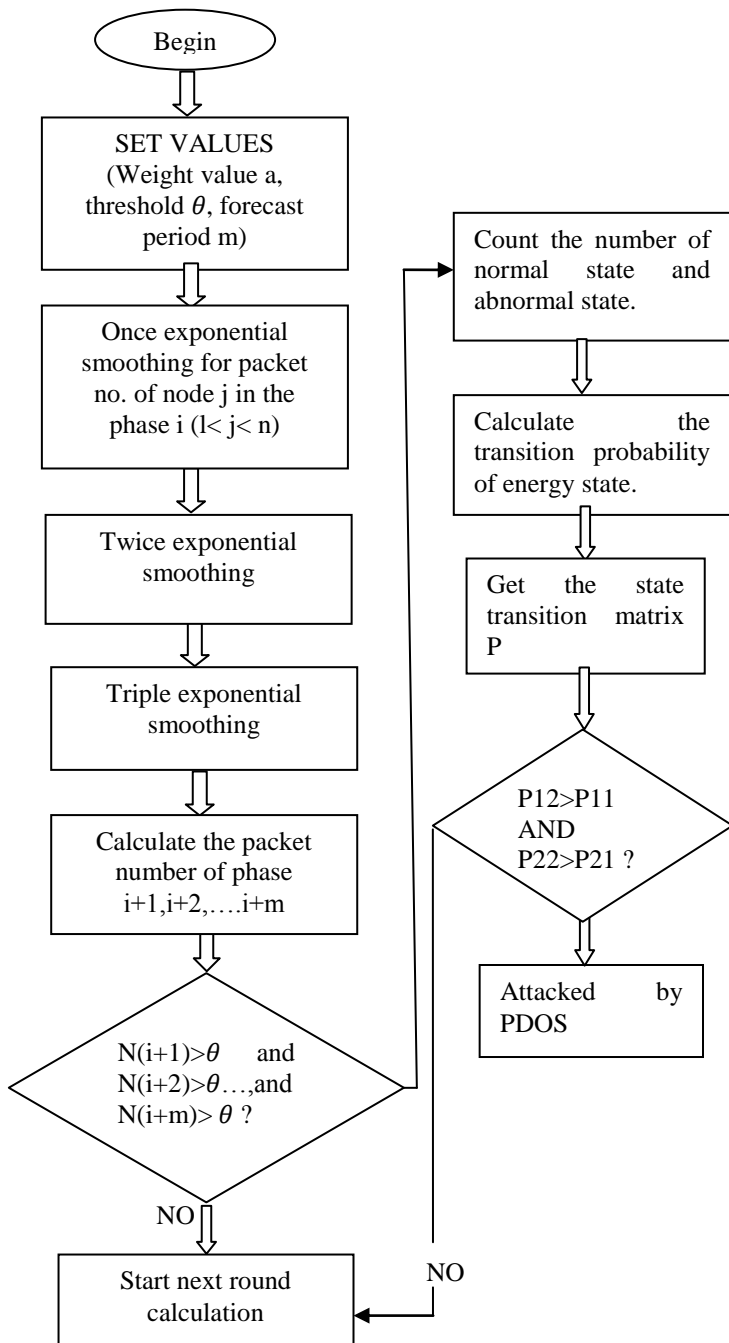 Begin
SET VALUES
(Weight value a,
threshold θ, forecast
period m)
Once exponential
smoothing for packet
no. of node j in the
phase i (l< j< n)
Twice exponential
smoothing
Triple exponential
smoothing
Calculate the packet
number of phase
i+1,i+2,….i+m
N(i+1)>θ and
N(i+2)>θ…,and
N(i+m)> θ ?
NO
Start next round
calculation
Count the number of
normal state and
abnormal state.
Calculate the
transition probability
of energy state.
Get the state
transition matrix
P
P12>P11
AND
P22>P21 ?
NO
Attacked by
PDOS